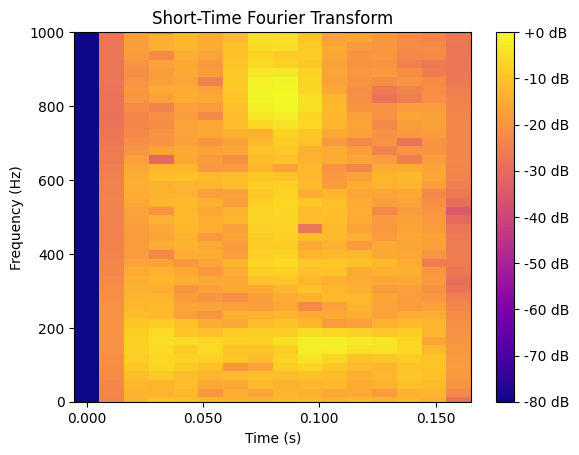 Short-Time Fourier Transform
1000
800
600
400
200
0
Frequency (Hz)
0.000
0.050
0.100
0.150
Time (s)
+0 dB
-10 dB
-20 dB
-30 dB
-40 dB
-50 dB
-60 dB
-70 dB
-80 dB